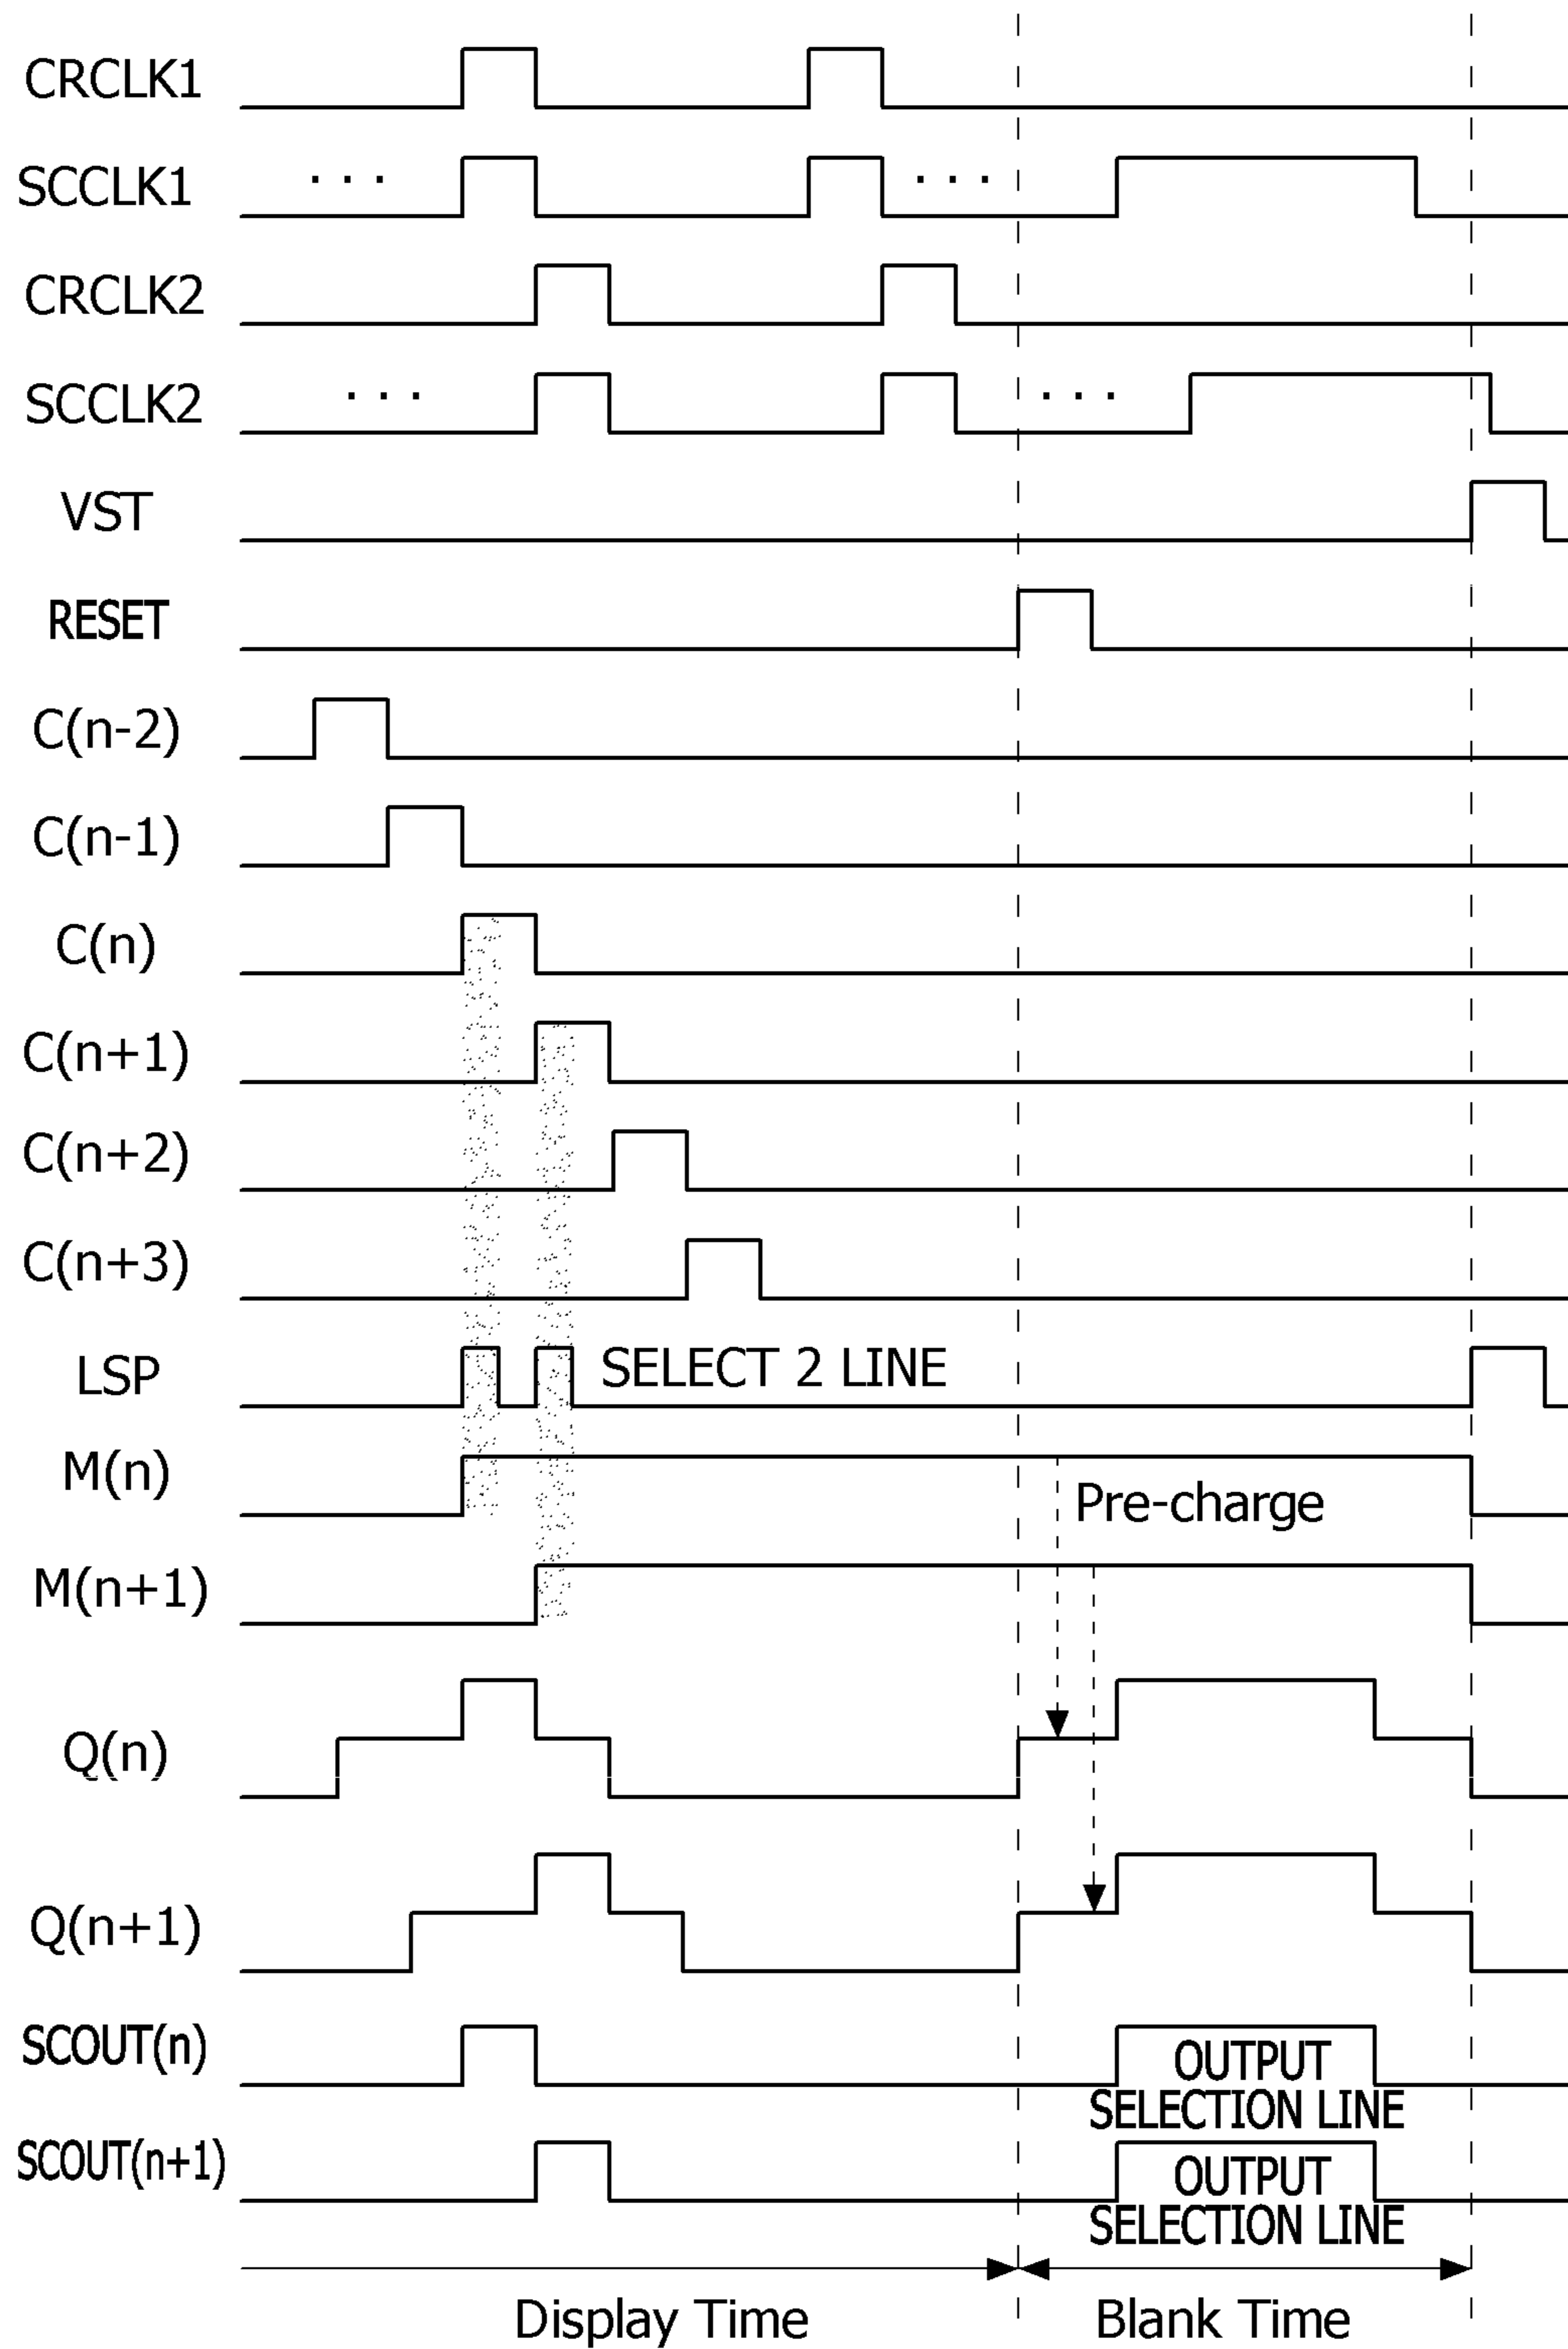 CRCLK1
SCCLK1
. . .
. . .
CRCLK2
SCCLK2
. . .
. . .
VST
RESET
C(n-2)
C(n-1)
C(n)
C(n+1)
C(n+2)
C(n+3)
LSP
SELECT 2 LINE
M(n)
Pre-charge
M(n+1)
Q(n)
Q(n+1)
SCOUT(n)
OUTPUT
SELECTION LINE
SCOUT(n+1)
OUTPUT
SELECTION LINE
Display Time
Blank Time